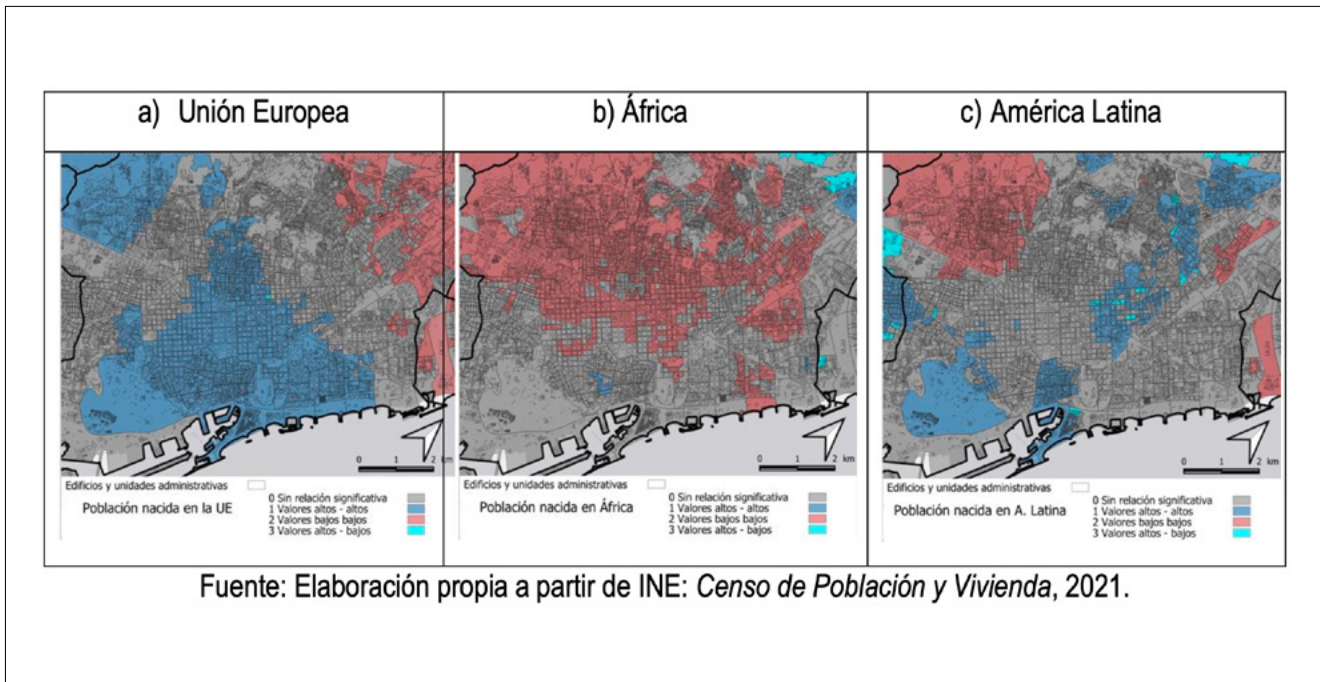 a) Unión Europea
b) África
c) América Latina
0 1 2 km
Edificios y unidades administrativas
Población nacida en la UE
0 Sin relación significativa
1 Valores altos - altos
2 Valores bajos bajos
3 Valores altos - bajos
0 1 2 km
Edificios y unidades administrativas
Población nacida en África
0 Sin relación significativa
1 Valores altos - altos
2 Valores bajos bajos
3 Valores altos - bajos
0 1 2 km
Edificios y unidades administrativas
Población nacida en A. Latina
0 Sin relación significativa
1 Valores altos - altos
2 Valores bajos bajos
3 Valores altos - bajos
Fuente: Elaboración propia a partir de INE: Censo de Población y Vivienda, 2021.